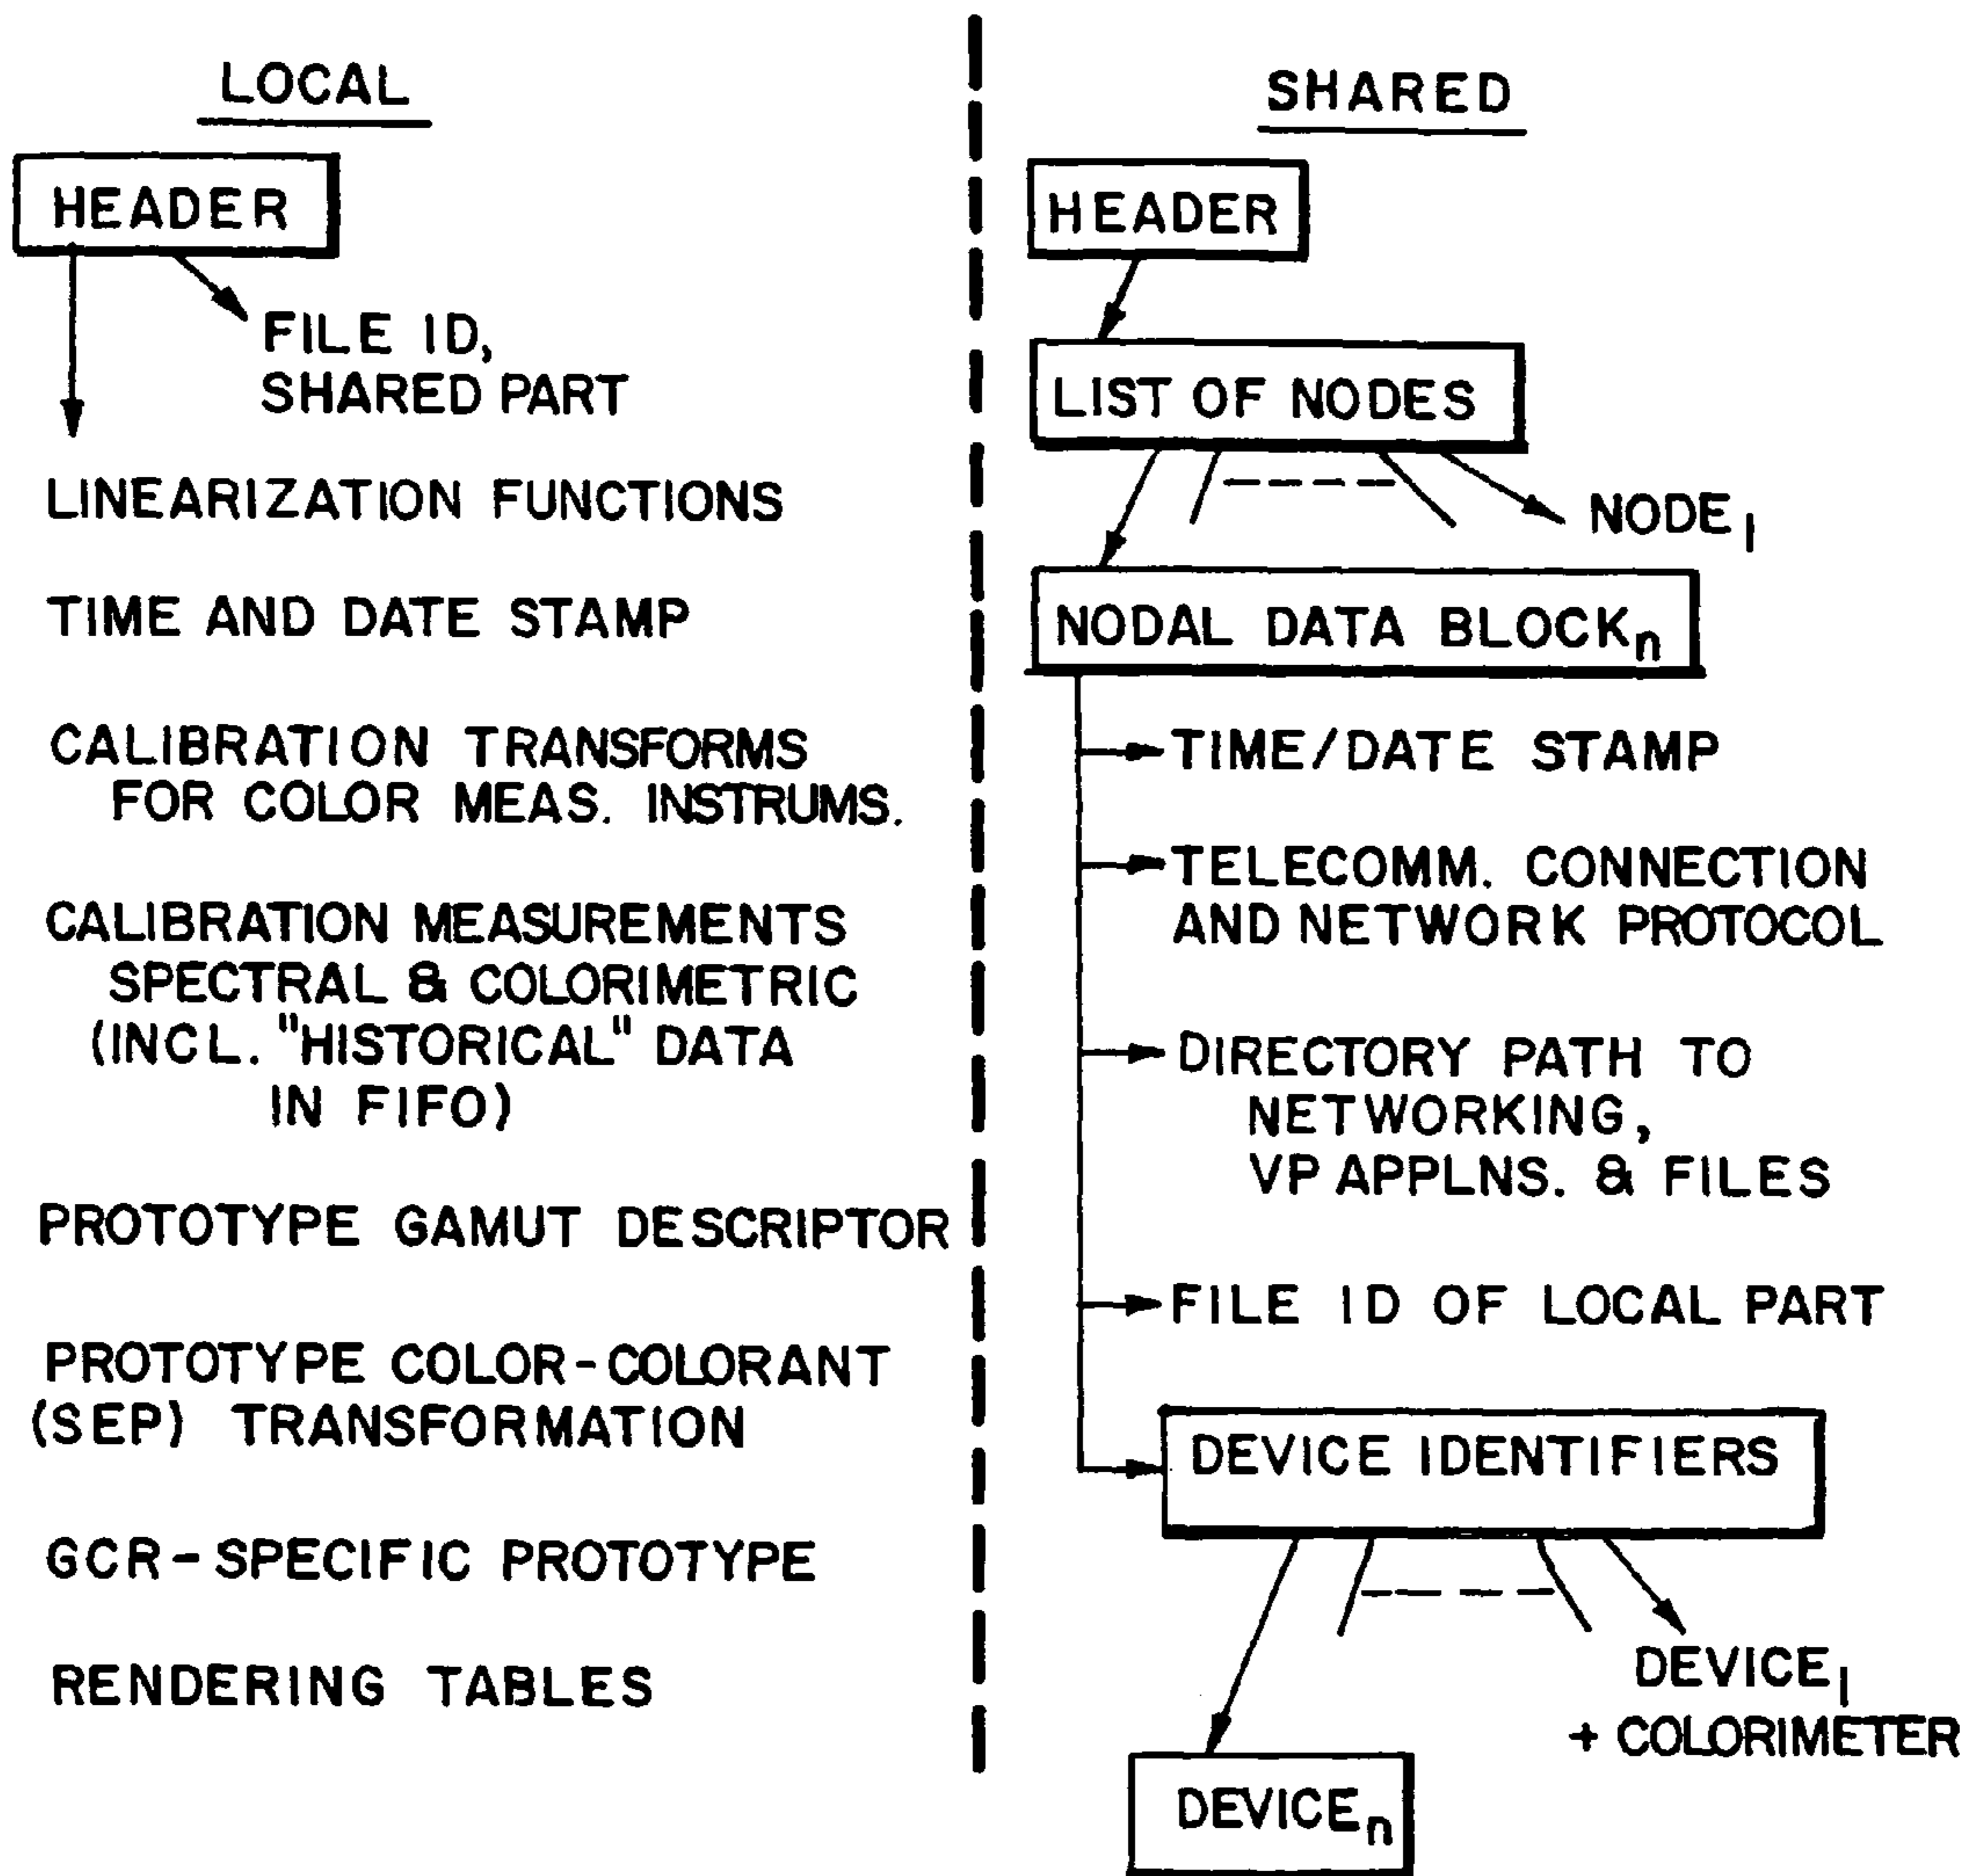 LOCAL
HEADER
FILE ID,
SHARED PART
LINEARIZATION FUNCTIONS
TIME AND DATE STAMP
CALIBRATION TRANSFORMS
FOR COLOR MEAS. INSTRUMS.
CALIBRATION MEASUREMENTS
SPECTRAL & COLORIMETRIC
(INCL. "HISTORICAL" DATA
IN FIFO)
PROTOTYPE GAMUT DESCRIPTOR
PROTOTYPE COLOR-COLORANT
(SEP) TRANSFORMATION
GCR-SPECIFIC PROTOTYPE
RENDERING TABLES
SHARED
HEADER
LIST OF NODES
NODE₁
NODAL DATA BLOCKₙ
TIME/DATE STAMP
TELECOMM. CONNECTION
AND NETWORK PROTOCOL
DIRECTORY PATH TO
NETWORKING,
VP APPLNS. & FILES
FILE ID OF LOCAL PART
DEVICE IDENTIFIERS
DEVICE₁
+ COLORIMETER
DEVICEₙ